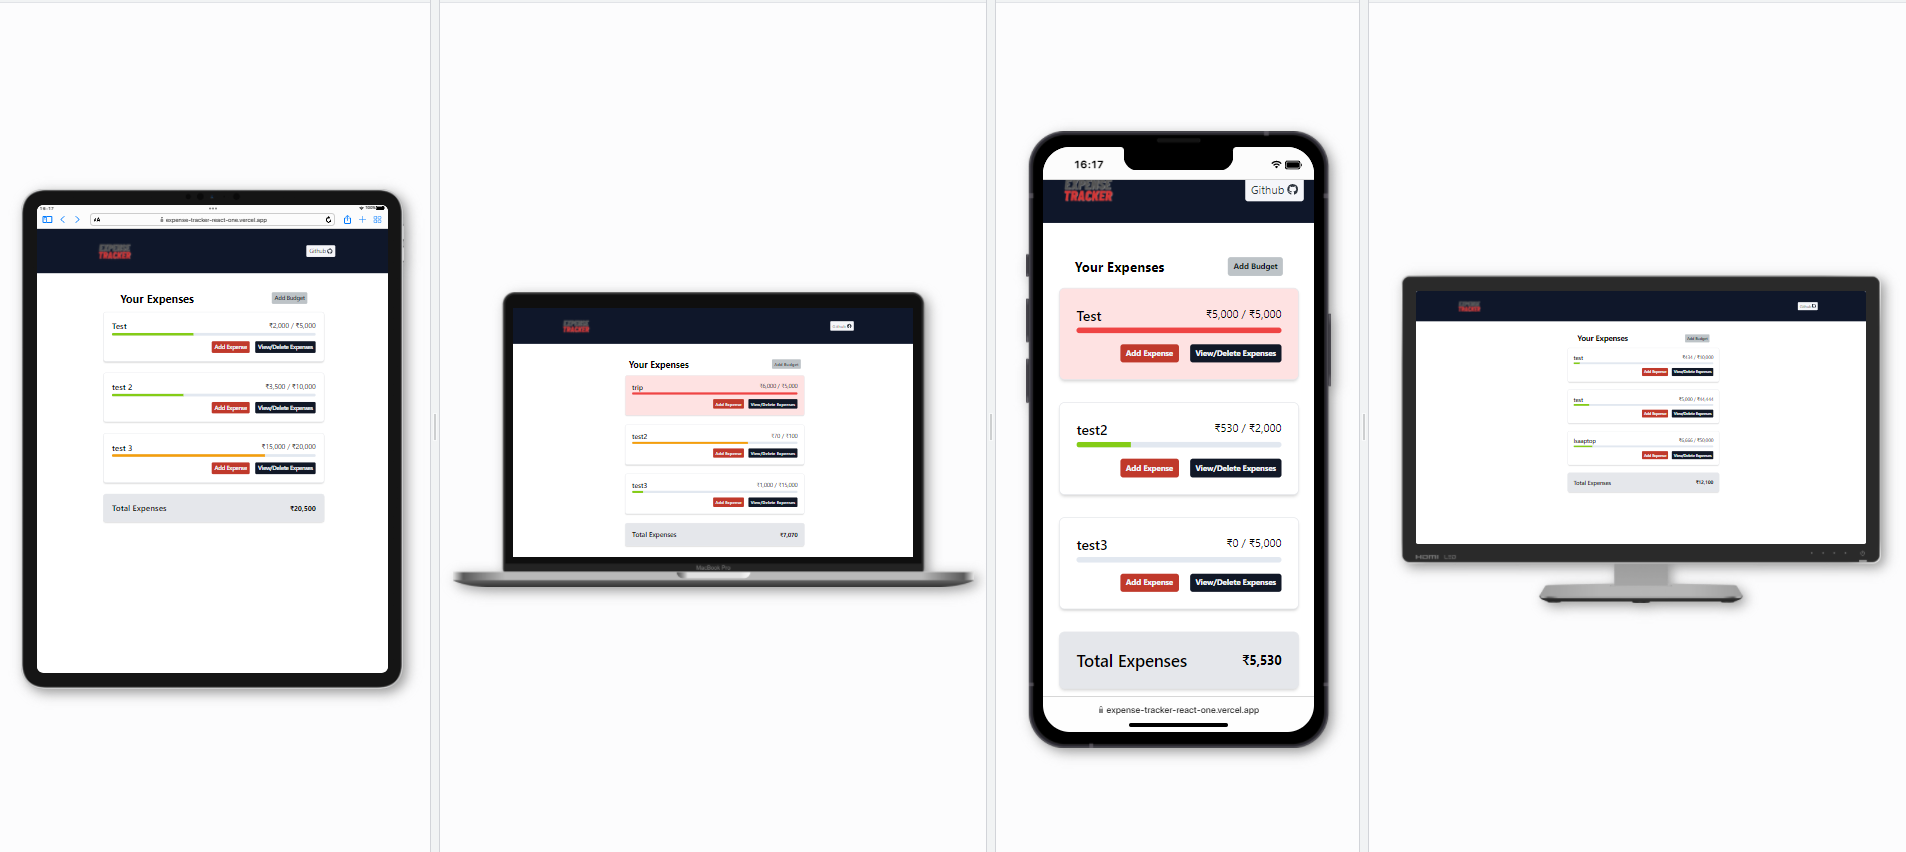 16:17
100%
AA
expense-tracker-react-one.vercel.app
EXPENSE
TRACKER
Github
Your Expenses
Add Budget
Test
₹2,000 / ₹5,000
Add Expense
View/Delete Expenses
test 2
₹3,500 / ₹10,000
Add Expense
View/Delete Expenses
test 3
₹15,000 / ₹20,000
Add Expense
View/Delete Expenses
Total Expenses
₹20,500
EXPENSE
TRACKER
Github
Your Expenses
Add Budget
trip
₹6,000 / ₹5,000
Add Expense
View/Delete Expenses
test2
₹70 / ₹100
Add Expense
View/Delete Expenses
test3
₹1,000 / ₹15,000
Add Expense
View/Delete Expenses
Total Expenses
₹7,070
MacBook Pro
16:17
EXPENSE
TRACKER
Github
Your Expenses
Add Budget
Test
₹5,000 / ₹5,000
Add Expense
View/Delete Expenses
test2
₹530 / ₹2,000
Add Expense
View/Delete Expenses
test3
₹0 / ₹5,000
Add Expense
View/Delete Expenses
Total Expenses
₹5,530
expense-tracker-react-one.vercel.app
EXPENSE
TRACKER
Github
Your Expenses
Add Budget
test
Add Expense
View/Delete Expenses
test
Add Expense
View/Delete Expenses
lsaaptop
Add Expense
View/Delete Expenses
Total Expenses
₹12,100
HDMI